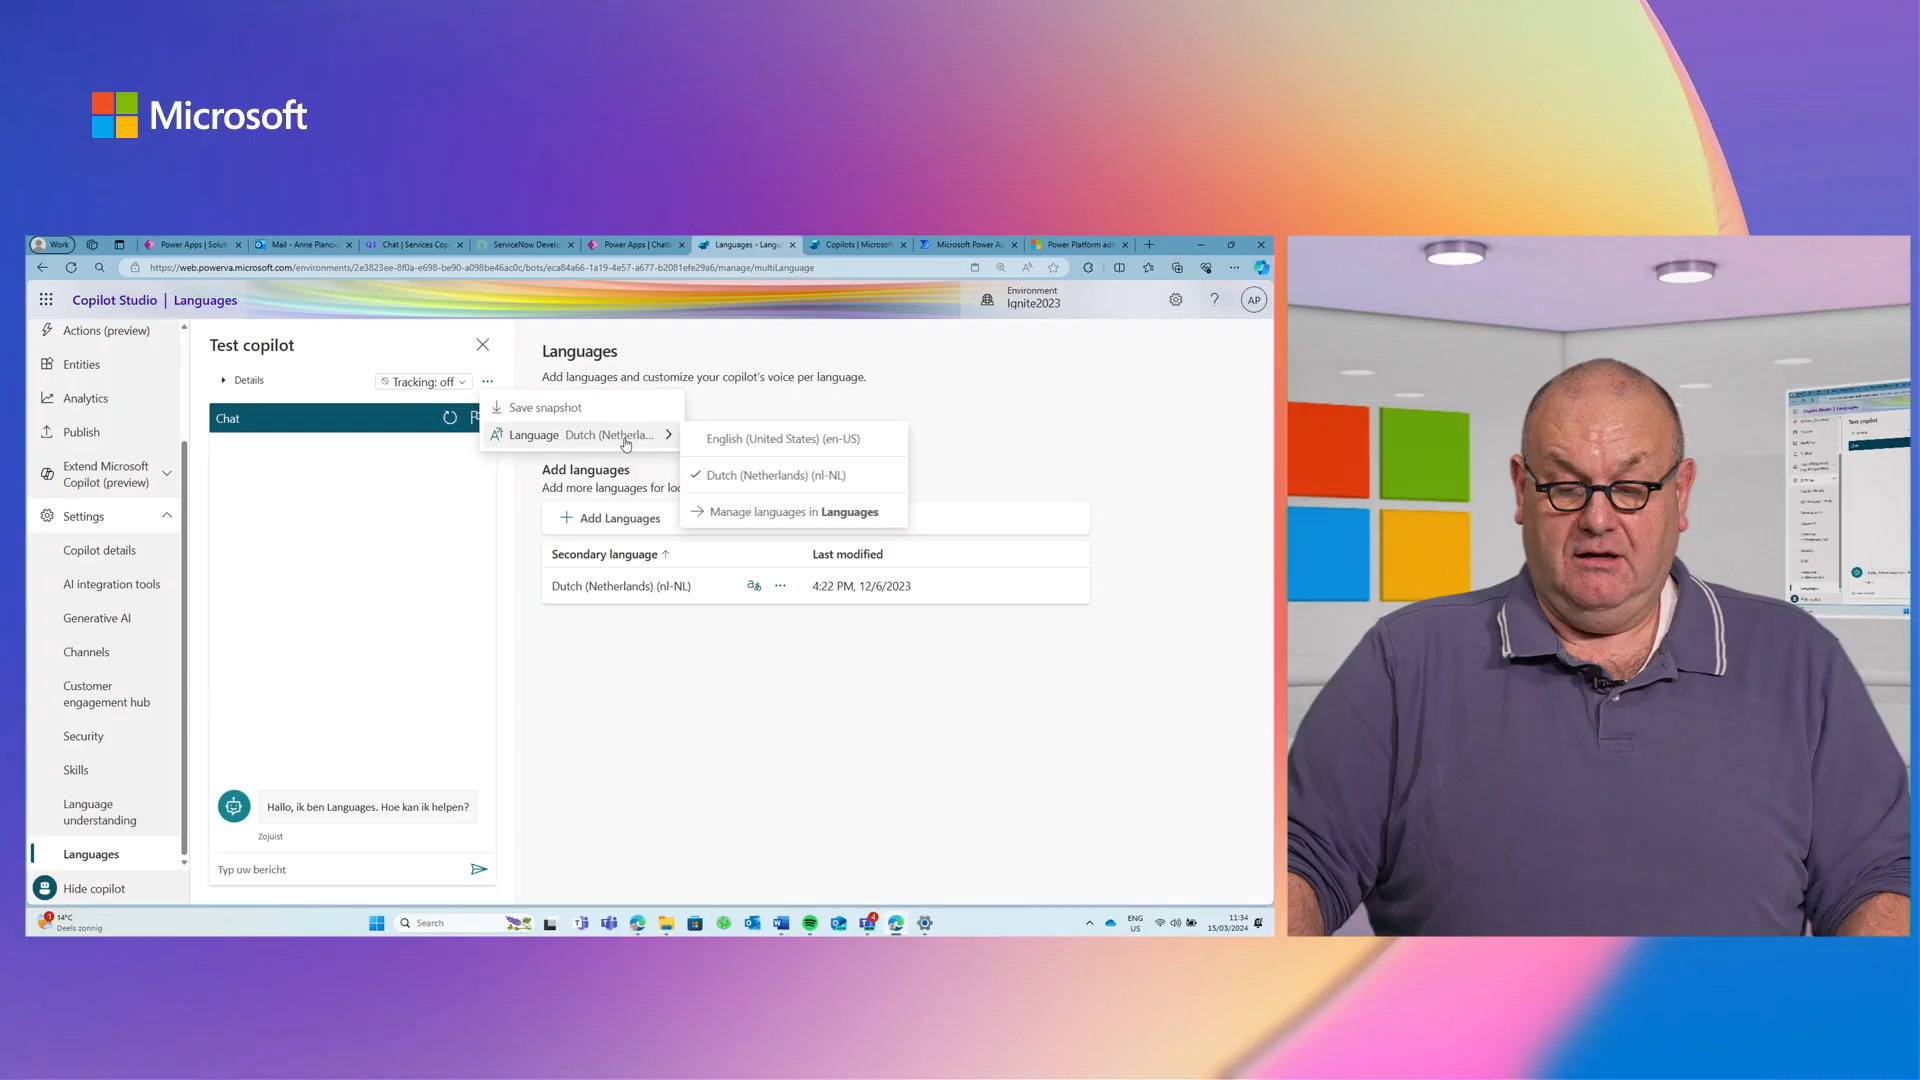 Microsoft
Work
Power Apps | Soluti
Mail - Anne Planciu
Chat | Services Cop
ServiceNow Develo
Power Apps | Chatb
Languages - Langu
Copilots | Microsof
Microsoft Power Au
Power Platform adm
https://web.powerva.microsoft.com/environments/2e3823ee-8f0a-e698-be90-a098be46ac0c/bots/eca84a66-1a19-4e57-a677-b2081efe29a6/manage/multiLanguage
Copilot Studio | Languages
Environment
Ignite2023
AP
Actions (preview)
Entities
Analytics
Publish
Extend Microsoft
Copilot (preview)
Settings
Copilot details
AI integration tools
Generative AI
Channels
Customer
engagement hub
Security
Skills
Language
understanding
Languages
Hide copilot
Test copilot
Details
Tracking: off
Chat
Save snapshot
Language Dutch (Netherla...
English (United States) (en-US)
Dutch (Netherlands) (nl-NL)
Manage languages in Languages
Hallo, ik ben Languages. Hoe kan ik helpen?
Zojuist
Typ uw bericht
Languages
Add languages and customize your copilot's voice per language.
Add languages
Add more languages for loc
Add Languages
Secondary language
Last modified
Dutch (Netherlands) (nl-NL)
4:22 PM, 12/6/2023
1
14°C
Deels zonnig
Search
4
ENG
US
11:34
15/03/2024